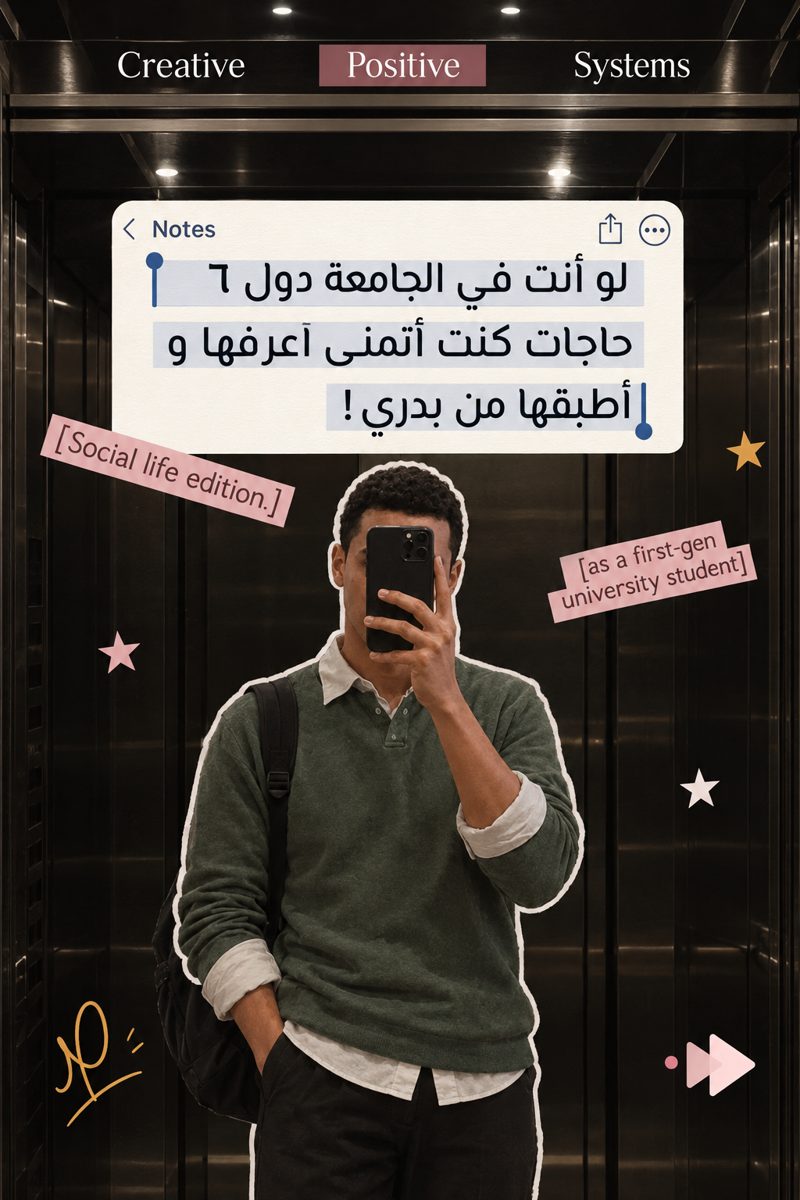 Creative Positive Systems
Notes
لو أنت في الجامعة دول ٦
حاجات كنت أتمنى آعرفها و
أطبقها من بدري !
[Social life edition.]
[as a first-gen
university student]